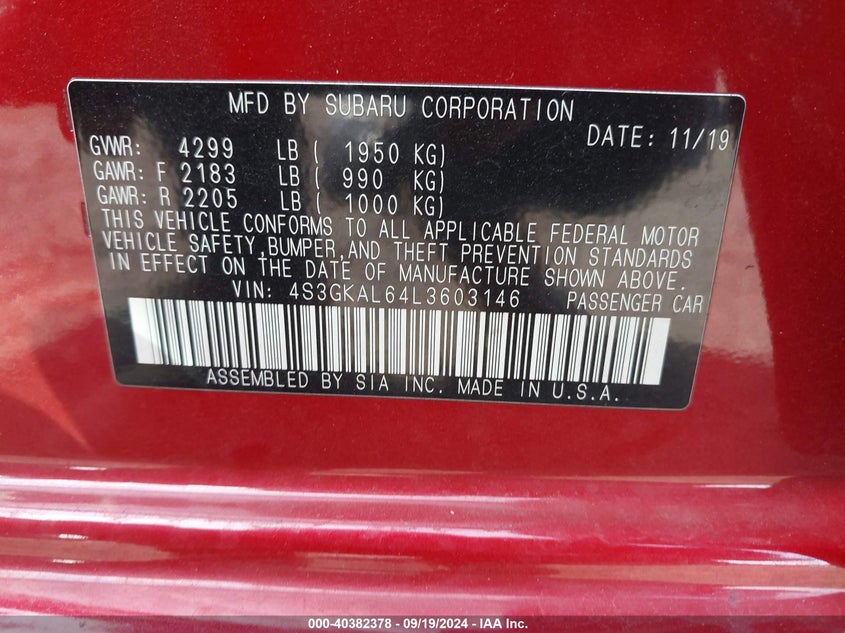 MFD BY SUBARU CORPORATION
DATE: 11/19
GVWR: 4299 LB ( 1950 KG)
GAWR: F 2183 LB ( 990 KG)
GAWR: R 2205 LB ( 1000 KG)
THIS VEHICLE CONFORMS TO ALL APPLICABLE FEDERAL MOTOR
VEHICLE SAFETY,BUMPER,AND THEFT PREVENTION STANDARDS
IN EFFECT ON THE DATE OF MANUFACTURE SHOWN ABOVE.
VIN: 4S3GKAL64L3603146 PASSENGER CAR
ASSEMBLED BY SIA INC. MADE IN U.S.A.
000-40382378 - 09/19/2024 - IAA Inc.